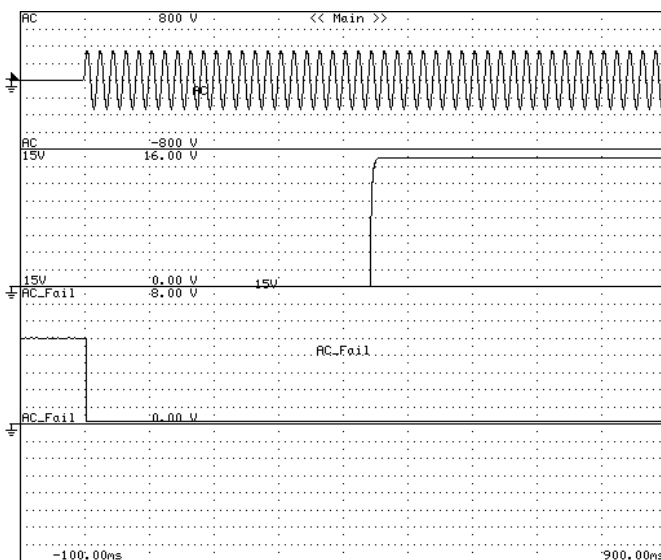 AC 800 V << Main >>
AC
AC -800 V
15V 16.00 V
15V 0.00 V 15V
AC_Fail 8.00 V
AC_Fail
AC_Fail 0.00 V
-100.00ms 900.00ms